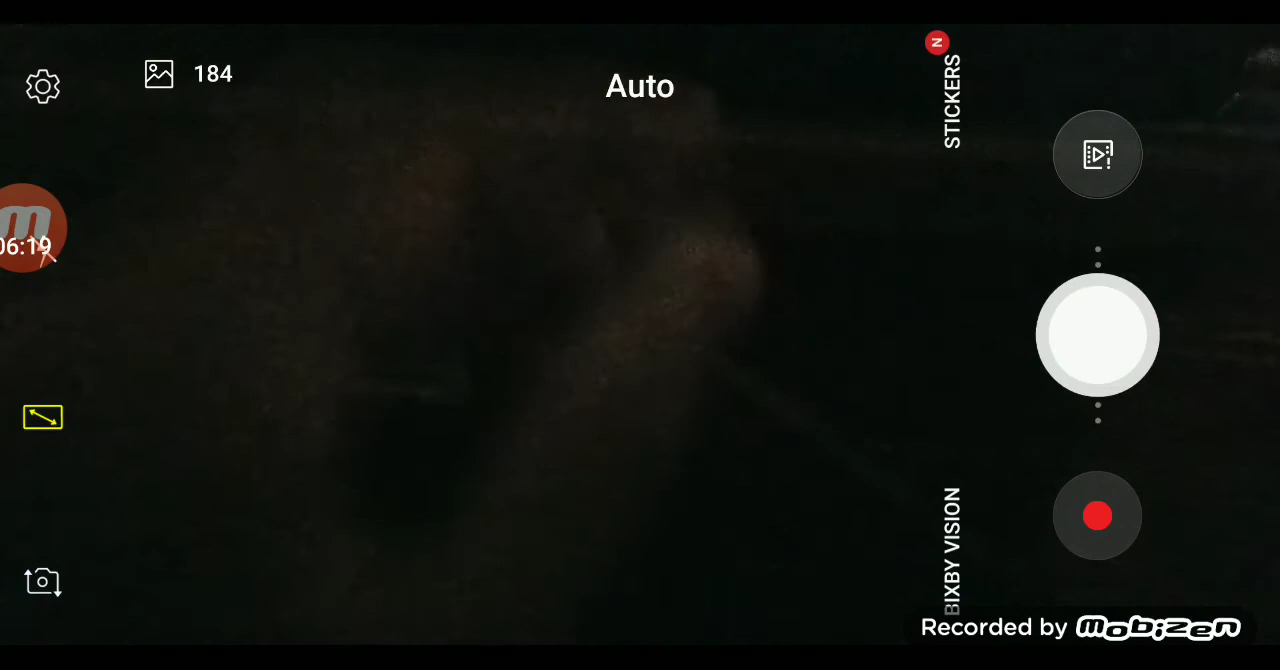 184
Auto
N
STICKERS
m
06:19
BIXBY VISION
Recorded by mobizen